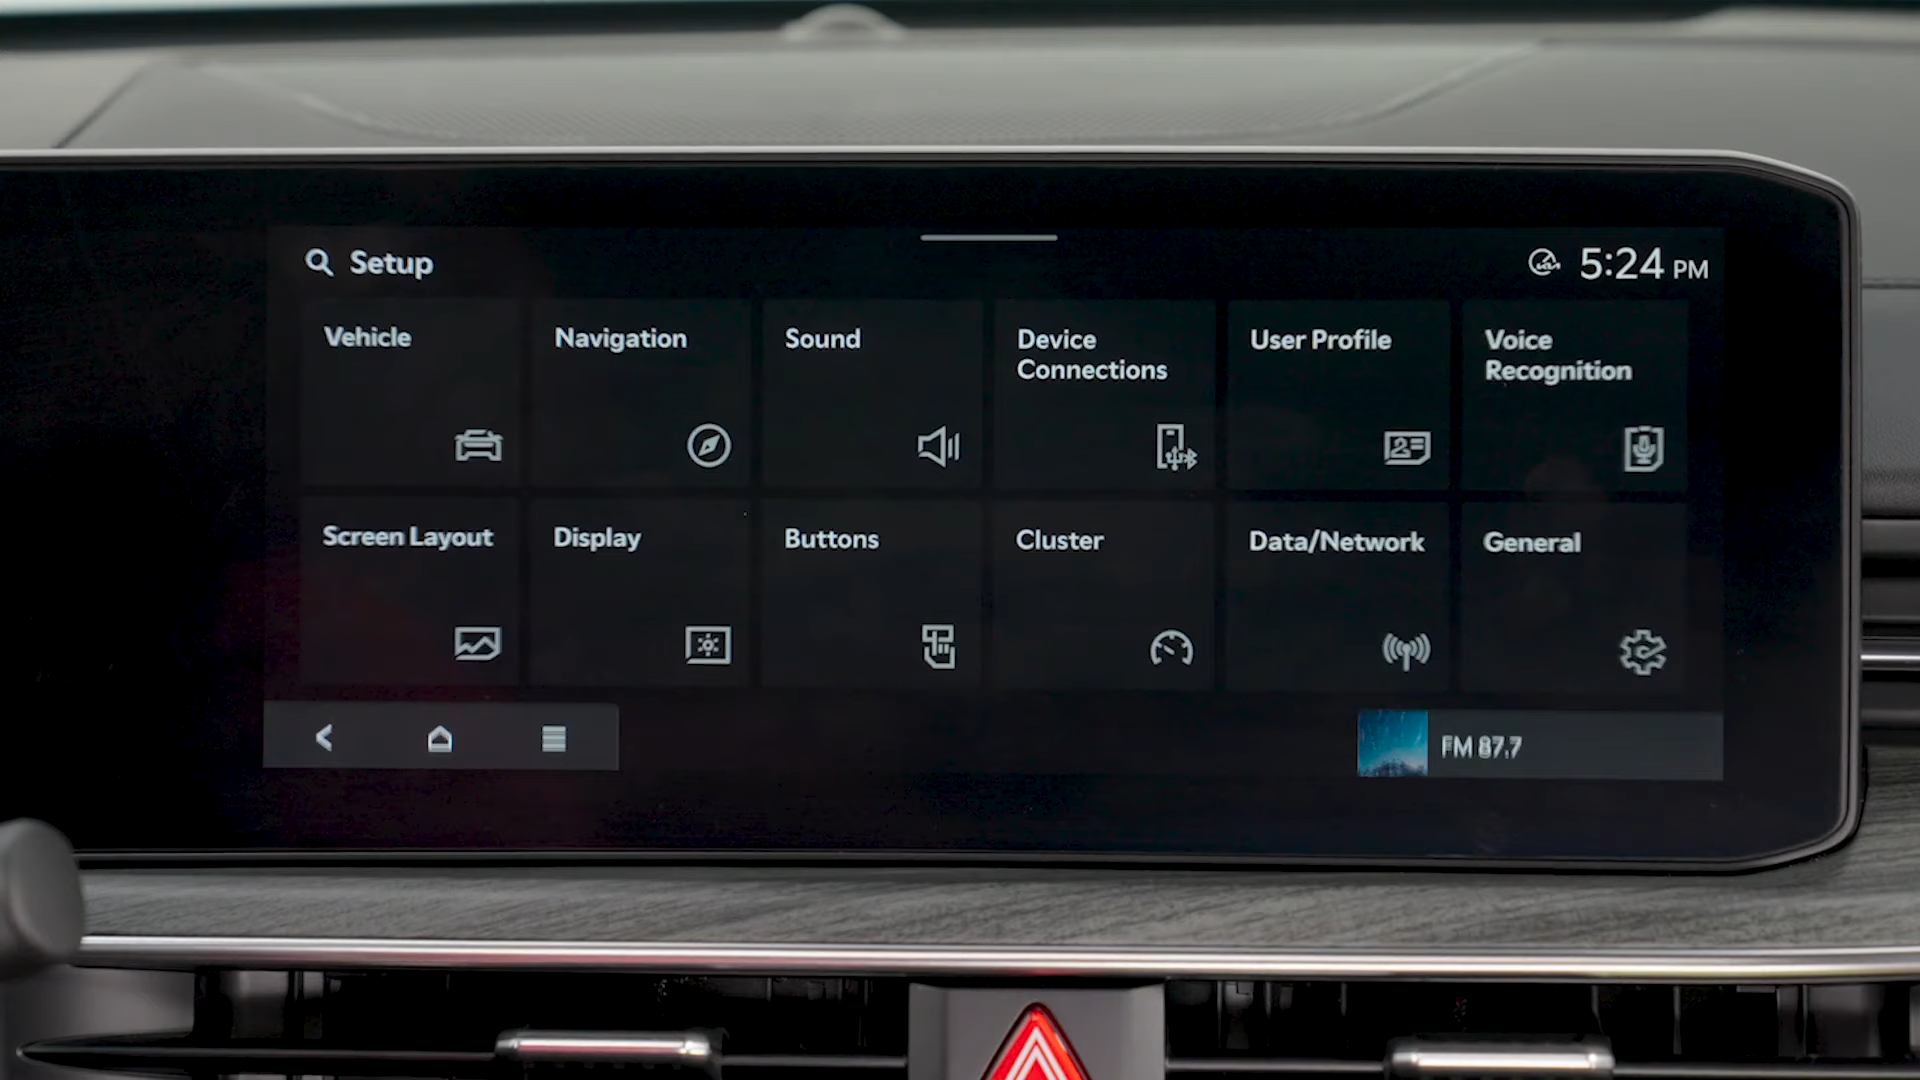 Setup
5:24 PM
Vehicle
Navigation
Sound
Device
Connections
User Profile
Voice
Recognition
Screen Layout
Display
Buttons
Cluster
Data/Network
General
FM 87.7